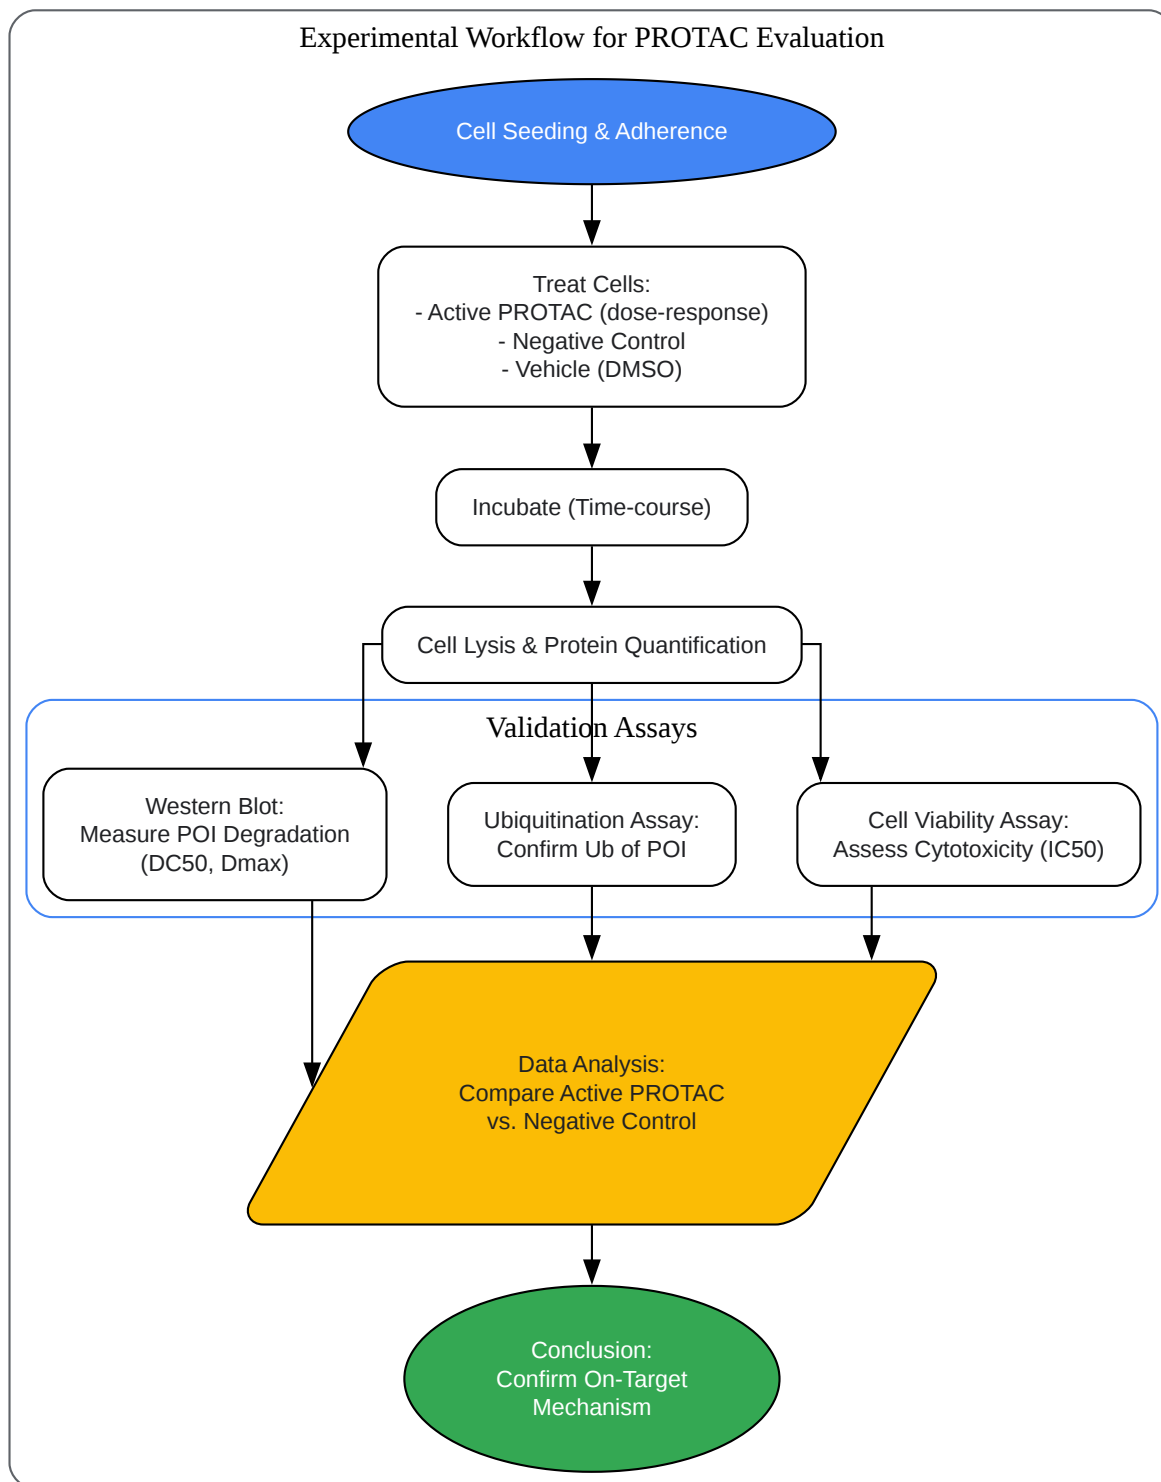 Experimental Workflow for PROTAC Evaluation
Cell Seeding & Adherence
Treat Cells:
- Active PROTAC (dose-response)
- Negative Control
- Vehicle (DMSO)
Incubate (Time-course)
Cell Lysis & Protein Quantification
Validation Assays
Western Blot:
Measure POI Degradation
(DC50, Dmax)
Ubiquitination Assay:
Confirm Ub of POI
Cell Viability Assay:
Assess Cytotoxicity (IC50)
Data Analysis:
Compare Active PROTAC
vs. Negative Control
Conclusion:
Confirm On-Target
Mechanism